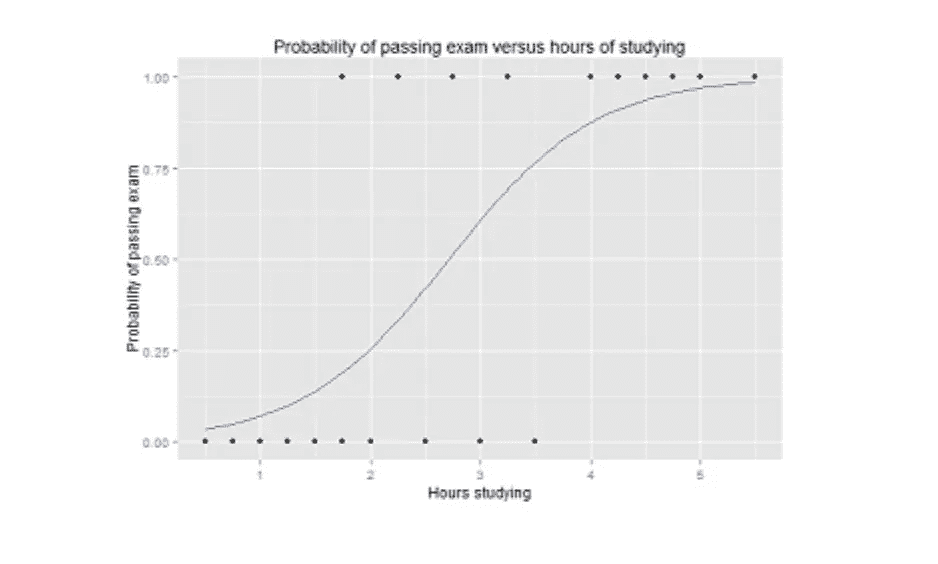 Probability of passing exam versus hours of studying
Probability of passing exam
1.00
0.75
0.50
0.25
0.00
1 2 3 4 5
Hours studying